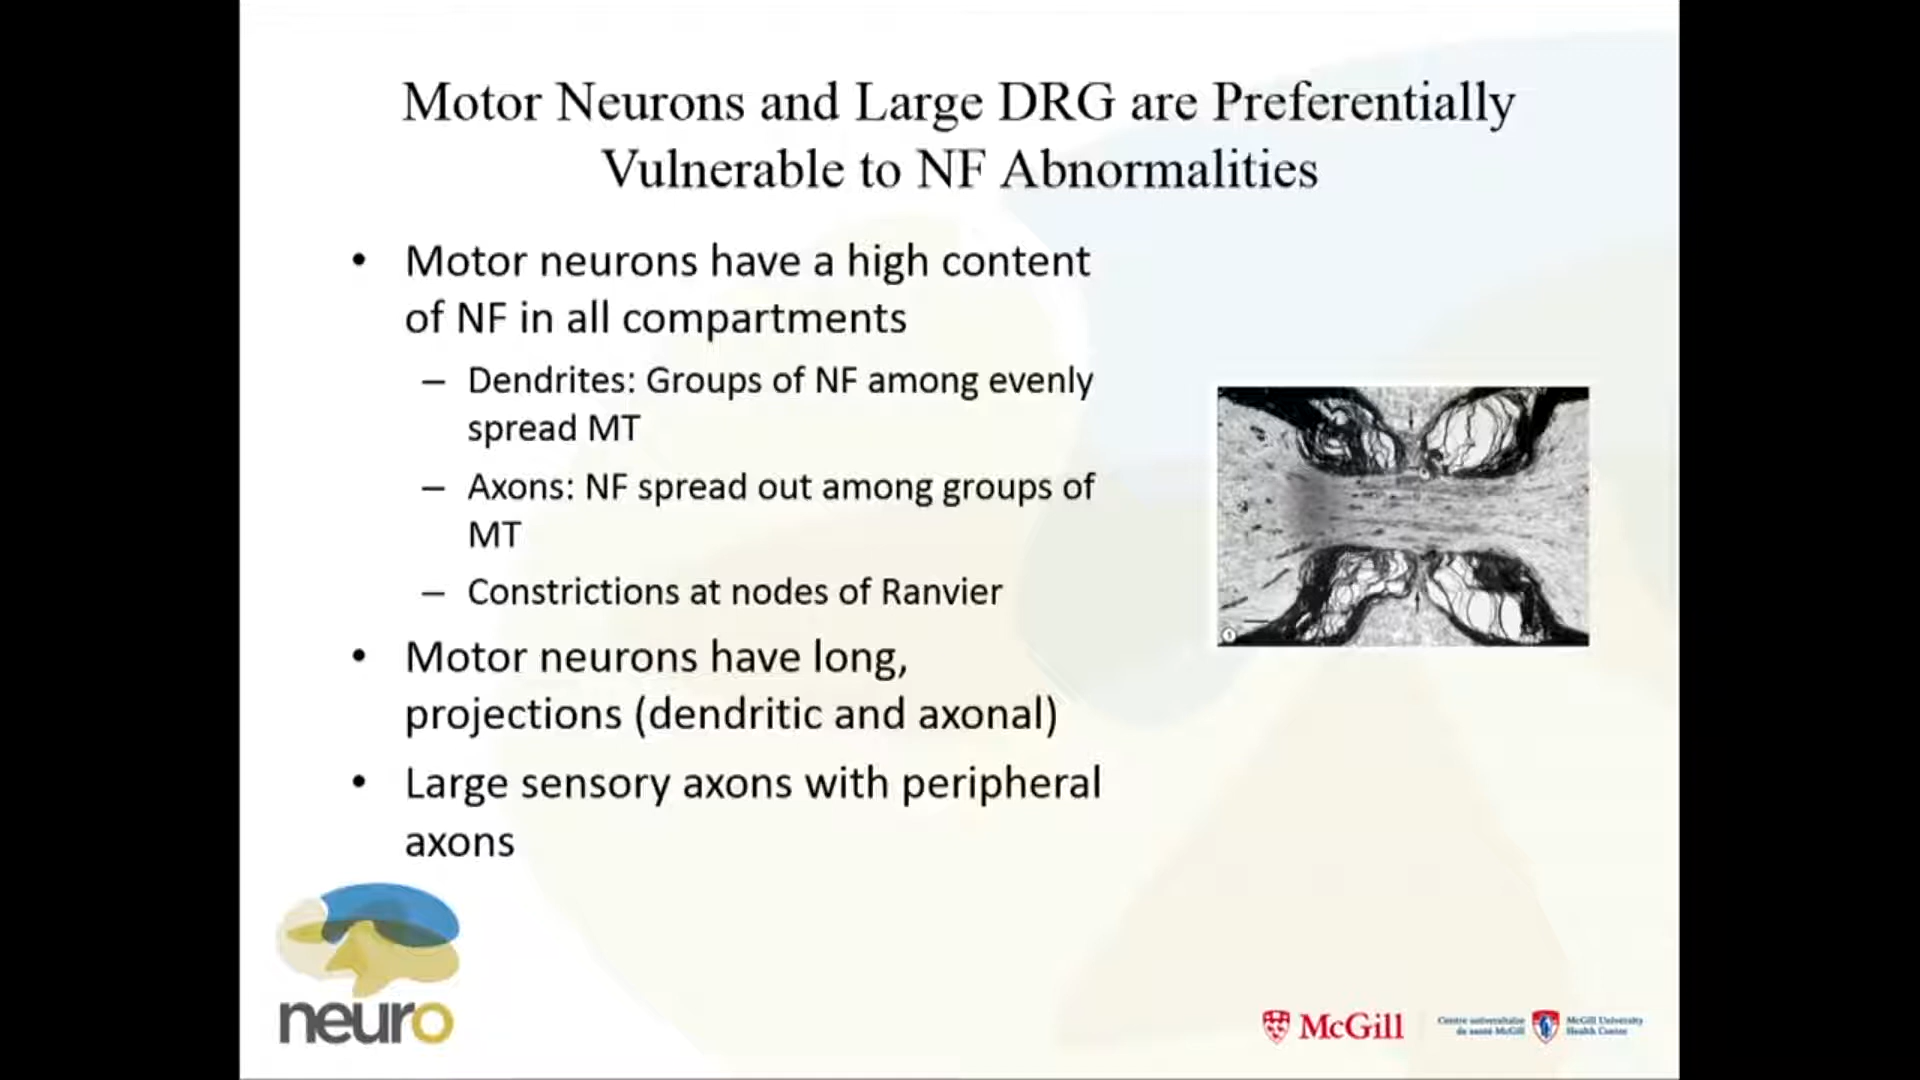 Motor Neurons and Large DRG are Preferentially
Vulnerable to NF Abnormalities
• Motor neurons have a high content
of NF in all compartments
– Dendrites: Groups of NF among evenly
spread MT
– Axons: NF spread out among groups of
MT
– Constrictions at nodes of Ranvier
• Motor neurons have long,
projections (dendritic and axonal)
• Large sensory axons with peripheral
axons
neuro
McGill
Centre universitaire
de santé McGill
McGill University
Health Centre